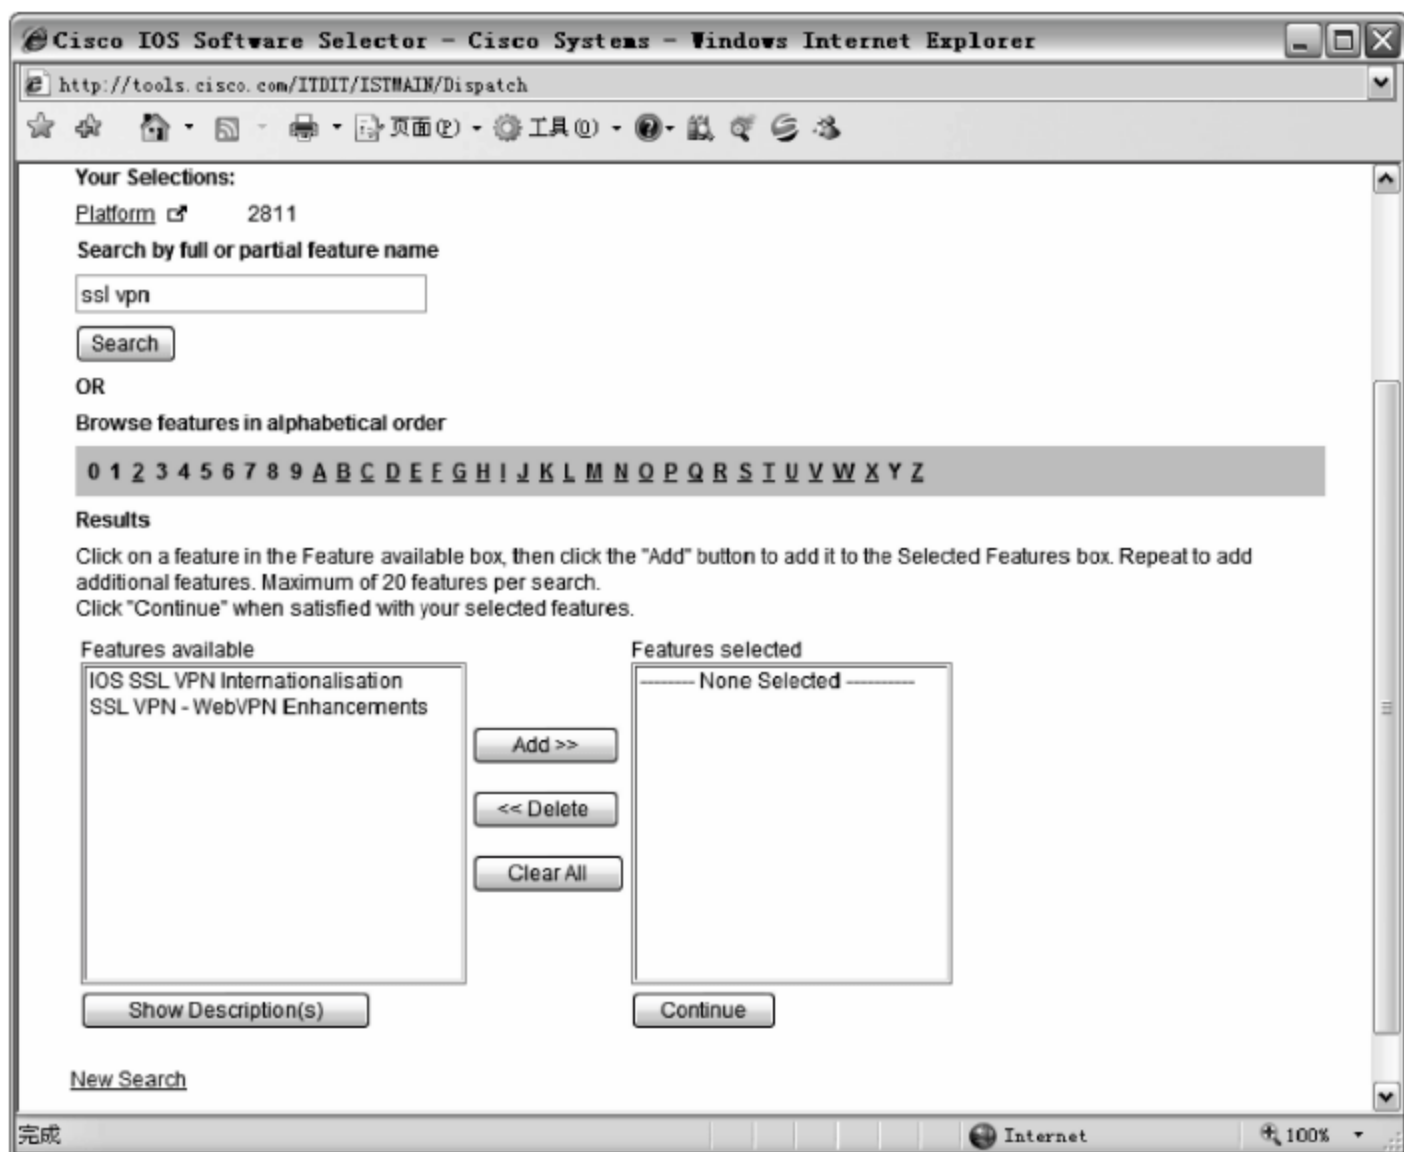 Cisco IOS Software Selector - Cisco Systems - Windows Internet Explorer
http://tools.cisco.com/ITDIT/ISTMAIN/Dispatch
页面(P) 工具(O)
Your Selections:
Platform 2811
Search by full or partial feature name
ssl vpn
Search
OR
Browse features in alphabetical order
0 1 2 3 4 5 6 7 8 9 A B C D E F G H I J K L M N O P Q R S T U V W X Y Z
Results
Click on a feature in the Feature available box, then click the "Add" button to add it to the Selected Features box. Repeat to add
additional features. Maximum of 20 features per search.
Click "Continue" when satisfied with your selected features.
Features available Features selected
IOS SSL VPN Internationalisation -------- None Selected ----------
SSL VPN - WebVPN Enhancements
Add >>
<< Delete
Clear All
Show Description(s) Continue
New Search
完成 Internet 100%